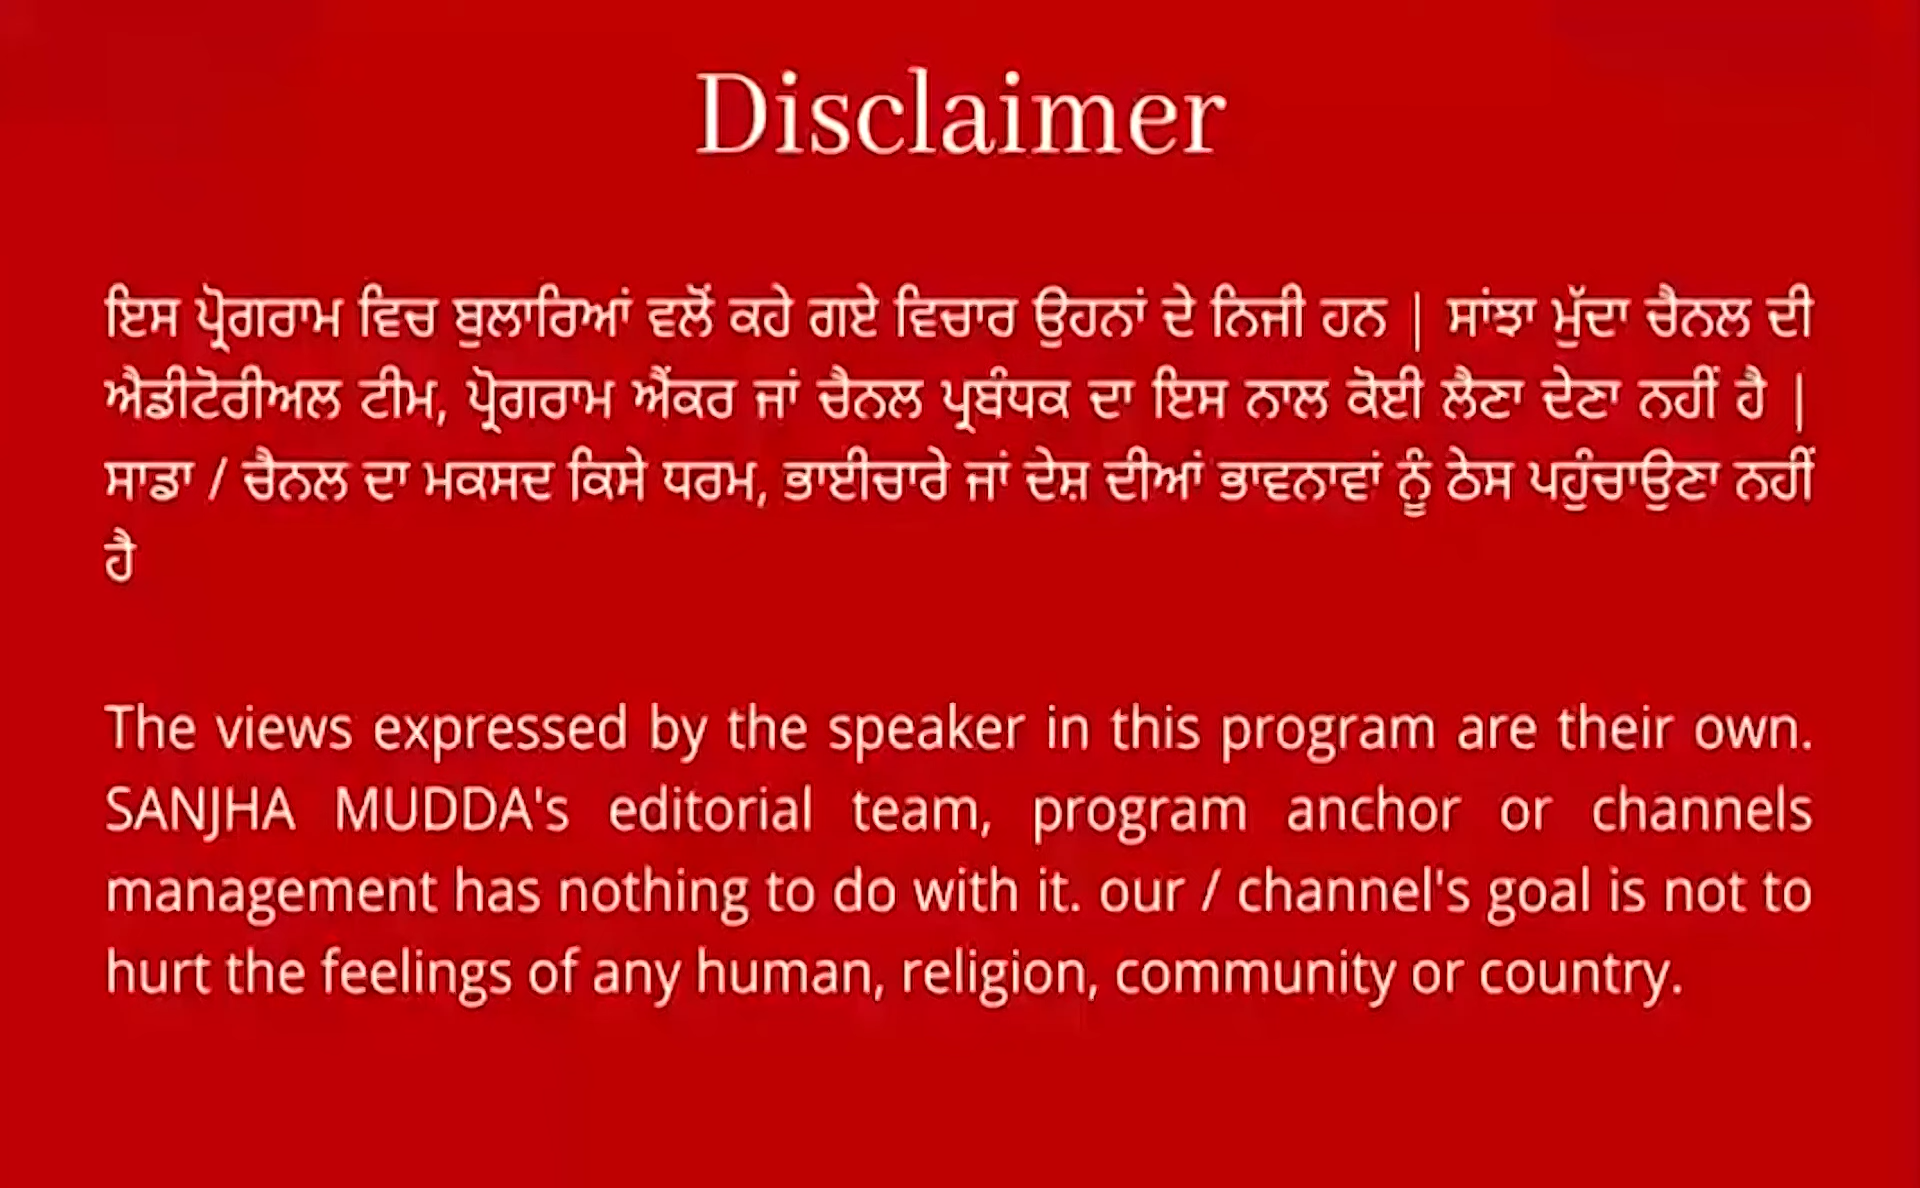 Disclaimer
ਇਸ ਪ੍ਰੋਗਰਾਮ ਵਿਚ ਬੁਲਾਰਿਆਂ ਵਲੋਂ ਕਹੇ ਗਏ ਵਿਚਾਰ ਉਹਨਾਂ ਦੇ ਨਿਜੀ ਹਨ | ਸਾਂਝਾ ਮੁੱਦਾ ਚੈਨਲ ਦੀ
ਐਡੀਟੋਰੀਅਲ ਟੀਮ, ਪ੍ਰੋਗਰਾਮ ਐਂਕਰ ਜਾਂ ਚੈਨਲ ਪ੍ਰਬੰਧਕ ਦਾ ਇਸ ਨਾਲ ਕੋਈ ਲੈਣਾ ਦੇਣਾ ਨਹੀਂ ਹੈ |
ਸਾਡਾ / ਚੈਨਲ ਦਾ ਮਕਸਦ ਕਿਸੇ ਧਰਮ, ਭਾਈਚਾਰੇ ਜਾਂ ਦੇਸ਼ ਦੀਆਂ ਭਾਵਨਾਵਾਂ ਨੂੰ ਠੇਸ ਪਹੁੰਚਾਉਣਾ ਨਹੀਂ
ਹੈ
The views expressed by the speaker in this program are their own.
SANJHA MUDDA's editorial team, program anchor or channels
management has nothing to do with it. our / channel's goal is not to
hurt the feelings of any human, religion, community or country.